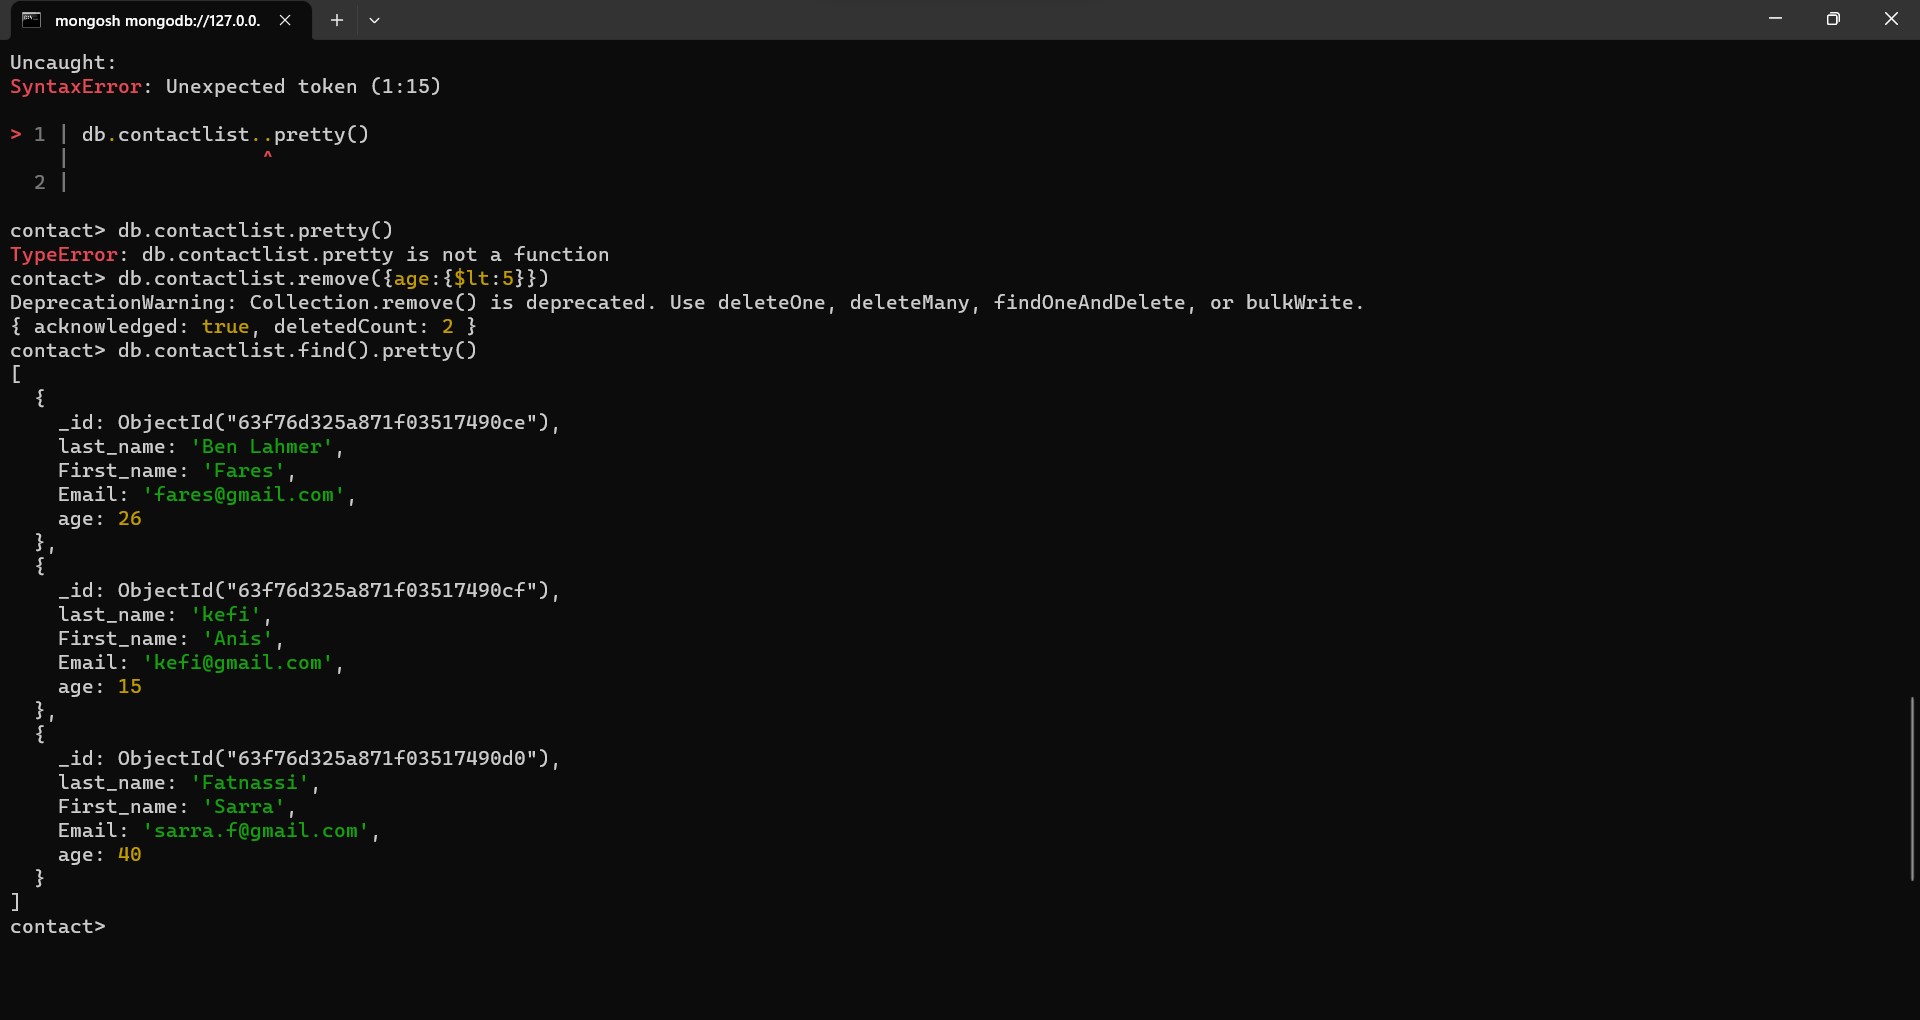 mongosh mongodb://127.0.0.
Uncaught:
SyntaxError: Unexpected token (1:15)
> 1 | db.contactlist..pretty()
    |                ^
  2 |
contact> db.contactlist.pretty()
TypeError: db.contactlist.pretty is not a function
contact> db.contactlist.remove({age:{$lt:5}})
DeprecationWarning: Collection.remove() is deprecated. Use deleteOne, deleteMany, findOneAndDelete, or bulkWrite.
{ acknowledged: true, deletedCount: 2 }
contact> db.contactlist.find().pretty()
[
  {
    _id: ObjectId("63f76d325a871f03517490ce"),
    last_name: 'Ben Lahmer',
    First_name: 'Fares',
    Email: 'fares@gmail.com',
    age: 26
  },
  {
    _id: ObjectId("63f76d325a871f03517490cf"),
    last_name: 'kefi',
    First_name: 'Anis',
    Email: 'kefi@gmail.com',
    age: 15
  },
  {
    _id: ObjectId("63f76d325a871f03517490d0"),
    last_name: 'Fatnassi',
    First_name: 'Sarra',
    Email: 'sarra.f@gmail.com',
    age: 40
  }
]
contact>